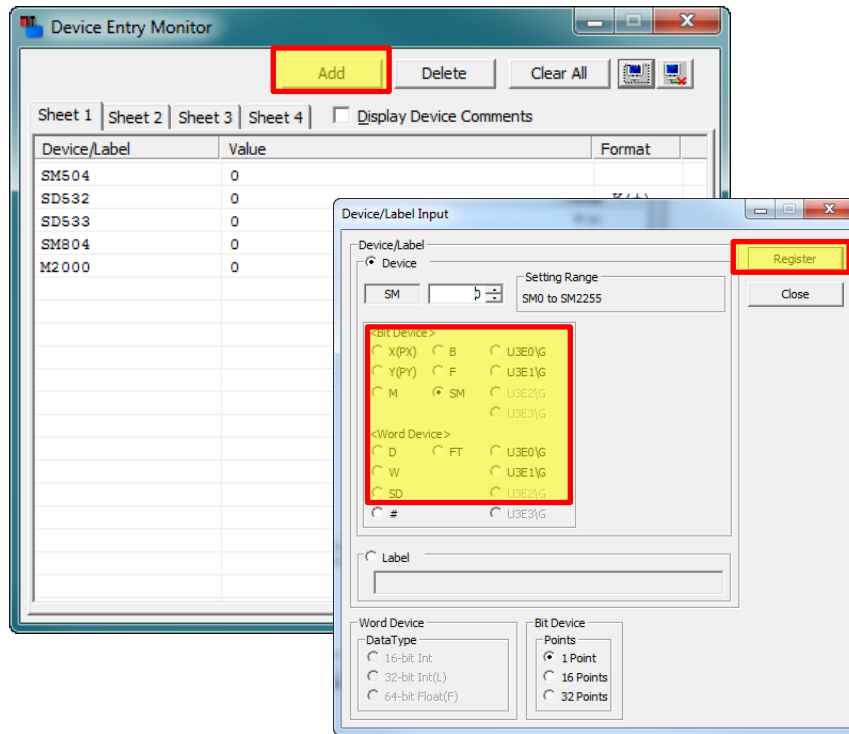 Device Entry Monitor
Add Delete Clear All
Sheet 1 Sheet 2 Sheet 3 Sheet 4 Display Device Comments
Device/Label Value Format
SM504 0
SD532 0 K(+)
SD533 0
SM804 0
M2000 0
Device/Label Input
Device/Label
Device
Register
Setting Range
SM SM0 to SM2255
Close
<Bit Device>
X(PX) B U3E0\G
Y(PY) F U3E1\G
M SM U3E2\G
U3E3\G
<Word Device>
D FT U3E0\G
W U3E1\G
SD U3E2\G
# U3E3\G
Label
Word Device Bit Device
DataType Points
16-bit Int 1 Point
32-bit Int(L) 16 Points
64-bit Float(F) 32 Points